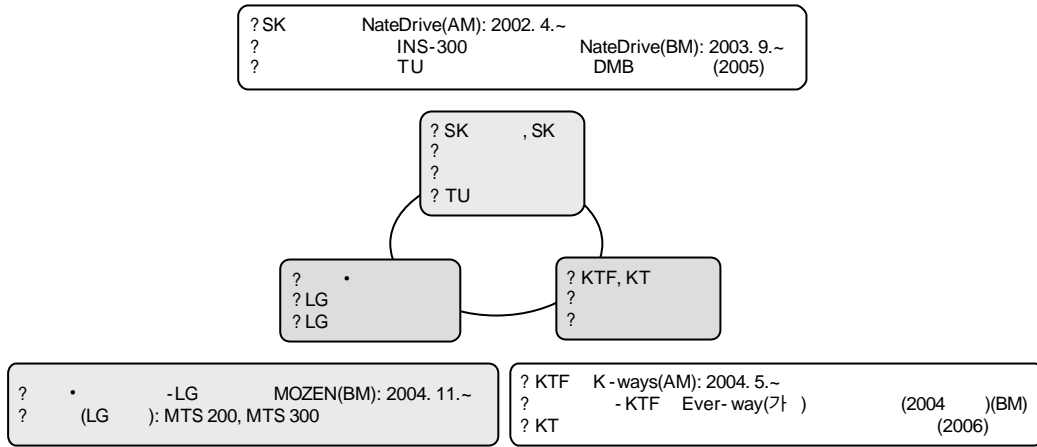 ? SK NateDrive(AM): 2002. 4.~
? INS-300 NateDrive(BM): 2003. 9.~
? TU DMB (2005)
? SK , SK
?
?
? TU
? •
? LG
? LG
? KTF, KT
?
?
? • - LG MOZEN(BM): 2004. 11.~
? (LG ): MTS 200, MTS 300
? KTF K-ways(AM): 2004. 5.~
? - KTF Ever-way(가 ) (2004 )(BM)
? KT (2006)